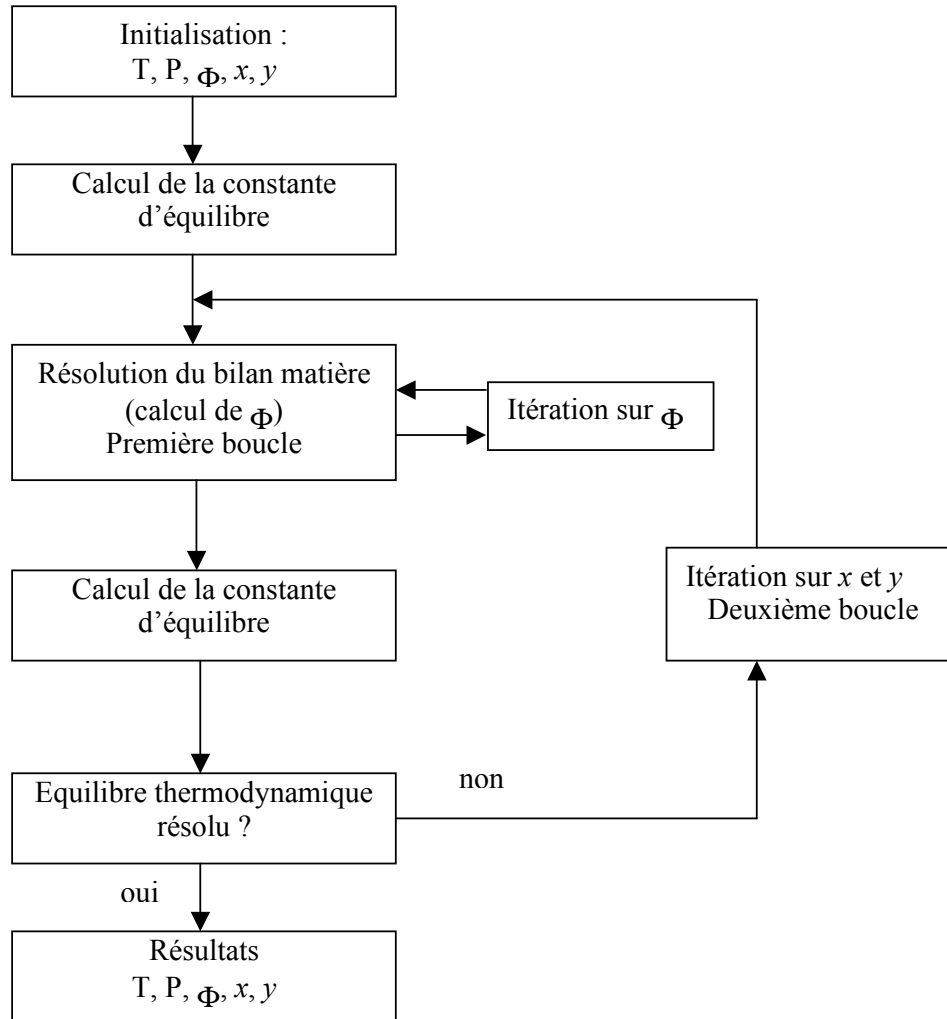 Initialisation :
T, P, Φ, x, y
Calcul de la constante
d’équilibre
Résolution du bilan matière
(calcul de Φ)
Première boucle
Itération sur Φ
Calcul de la constante
d’équilibre
Itération sur x et y
Deuxième boucle
Equilibre thermodynamique
résolu ?
non
oui
Résultats
T, P, Φ, x, y